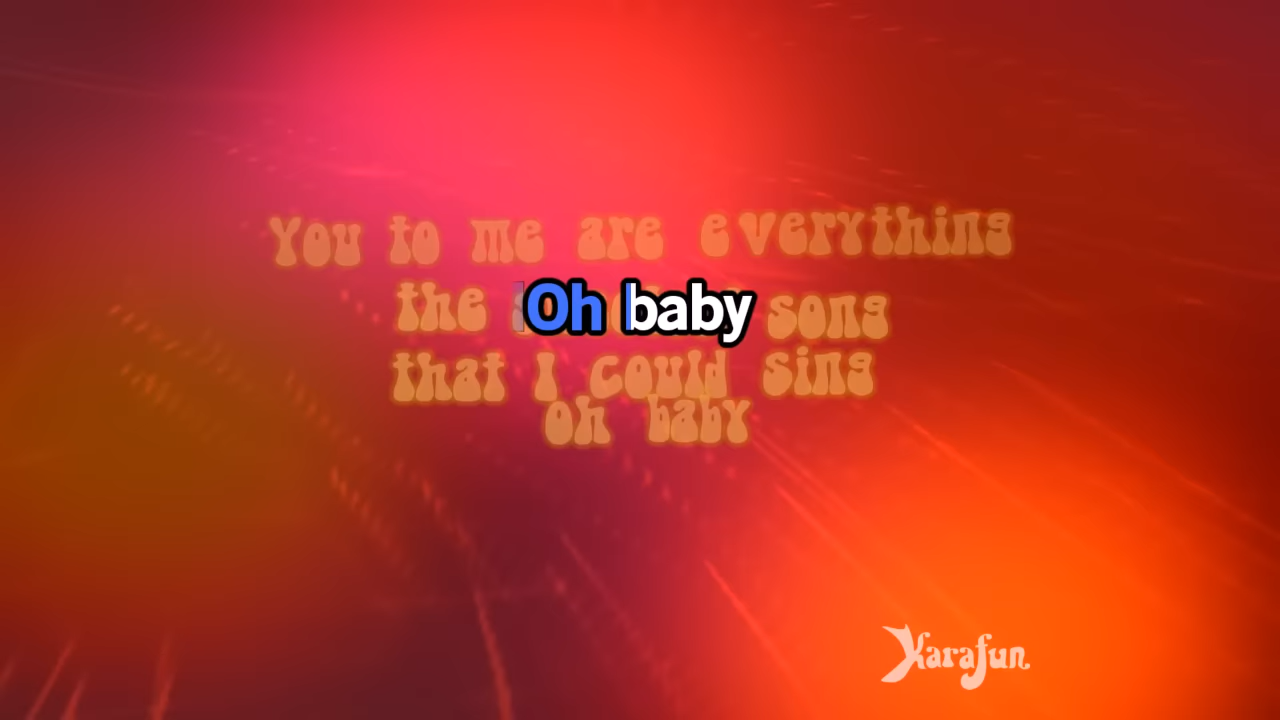 You to me are everything
the song
Oh baby
that I could sing
oh baby
Karafun